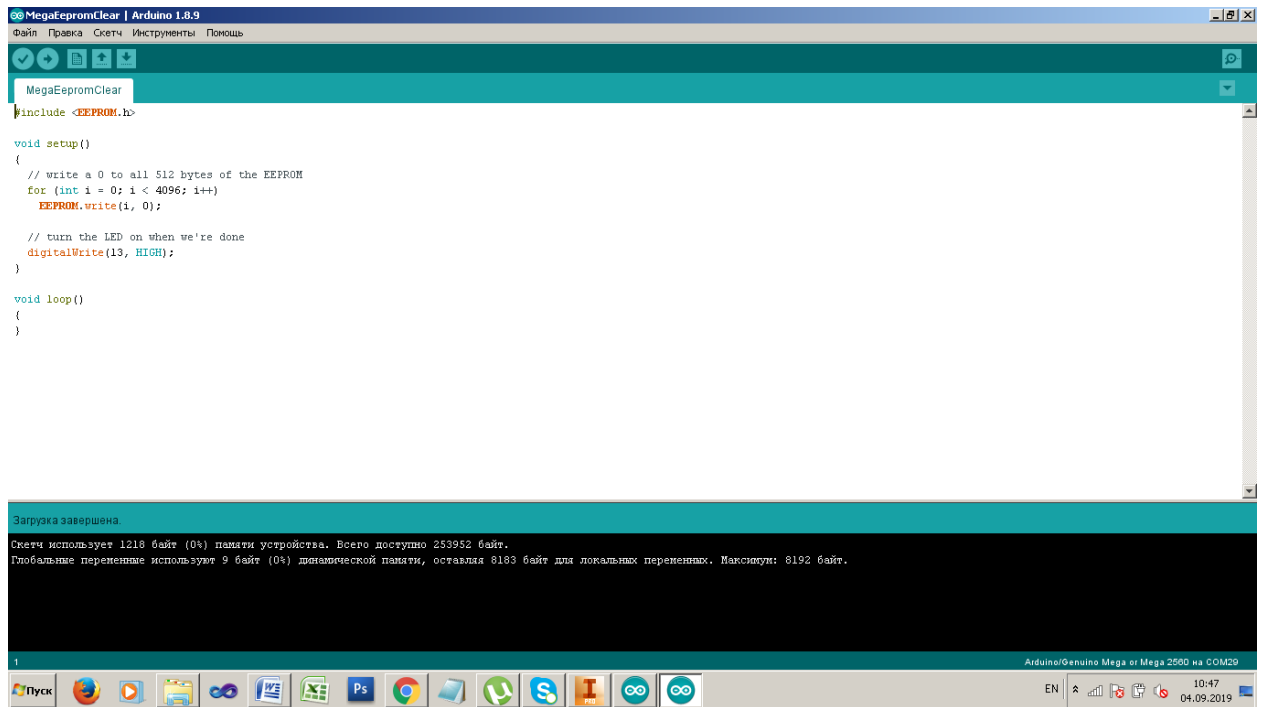 MegaEepromClear | Arduino 1.8.9
Файл Правка Скетч Инструменты Помощь
MegaEepromClear
#include <EEPROM.h>
void setup()
{
// write a 0 to all 512 bytes of the EEPROM
for (int i = 0; i < 4096; i++)
EEPROM.write(i, 0);
// turn the LED on when we're done
digitalWrite(13, HIGH);
}
void loop()
{
}
Загрузка завершена.
Скетч использует 1218 байт (0%) памяти устройства. Всего доступно 253952 байт.
Глобальные переменные используют 9 байт (0%) динамической памяти, оставляя 8183 байт для локальных переменных. Максимум: 8192 байт.
1
Arduino/Genuino Mega or Mega 2560 на COM29
Пуск
Ps
I
PRO
EN
10:47
04.09.2019